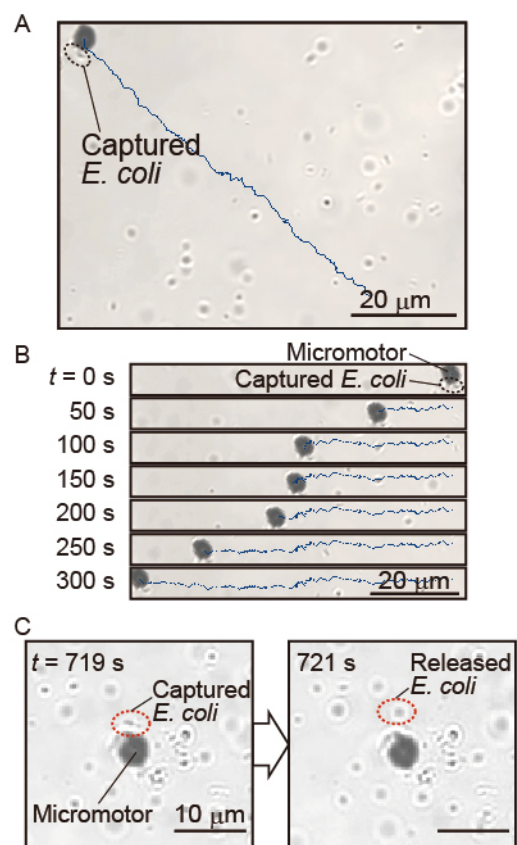 A
Captured
E. coli
20 μm
B
Micromotor
t = 0 s
Captured E. coli
50 s
100 s
150 s
200 s
250 s
300 s
20 μm
C
t = 719 s
Captured
E. coli
Micromotor
10 μm
721 s
Released
E. coli